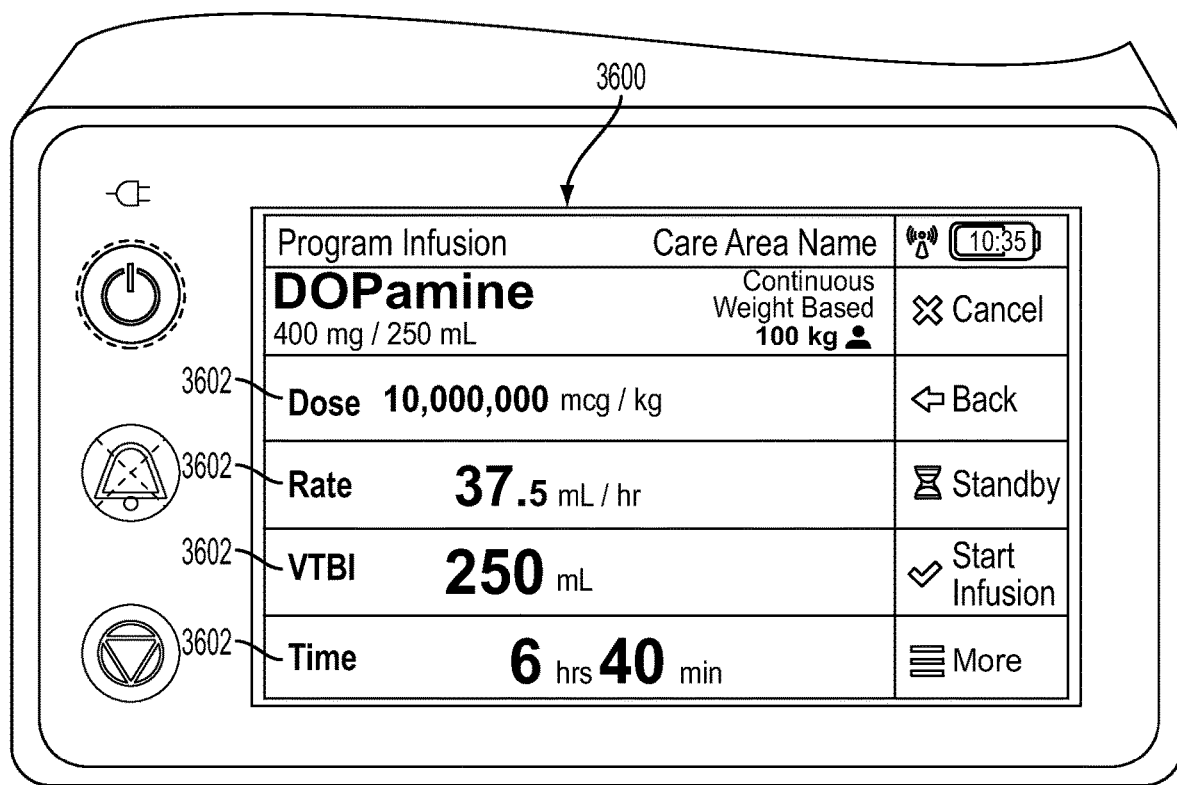 3600
Program Infusion Care Area Name 10:35
DOPamine
400 mg / 250 mL
Continuous
Weight Based
100 kg
Cancel
3602
Dose 10,000,000 mcg / kg
Back
3602
Rate 37.5 mL / hr
Standby
3602
VTBI 250 mL
Start
Infusion
3602
Time 6 hrs 40 min
More